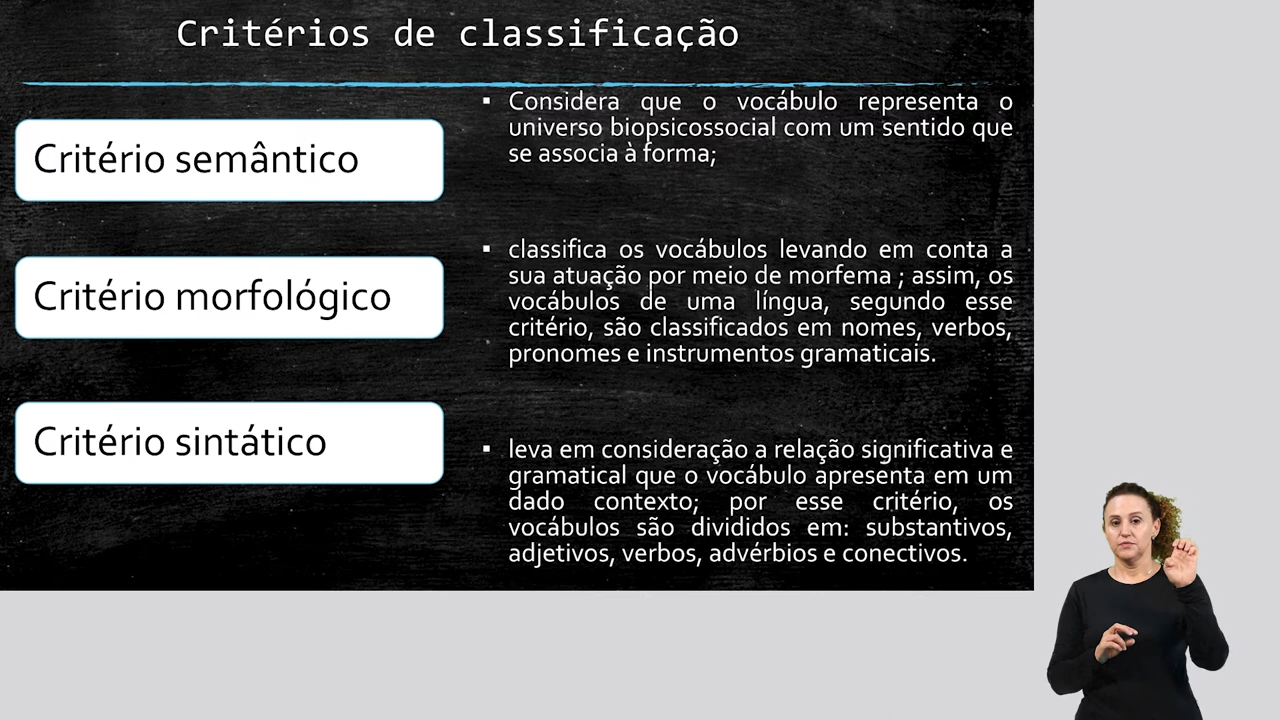 Critérios de classificação
Critério semântico
▪ Considera que o vocábulo representa o
universo biopsicossocial com um sentido que
se associa à forma;
Critério morfológico
▪ classifica os vocábulos levando em conta a
sua atuação por meio de morfema ; assim, os
vocábulos de uma língua, segundo esse
critério, são classificados em nomes, verbos,
pronomes e instrumentos gramaticais.
Critério sintático
▪ leva em consideração a relação significativa e
gramatical que o vocábulo apresenta em um
dado contexto; por esse critério, os
vocábulos são divididos em: substantivos,
adjetivos, verbos, advérbios e conectivos.